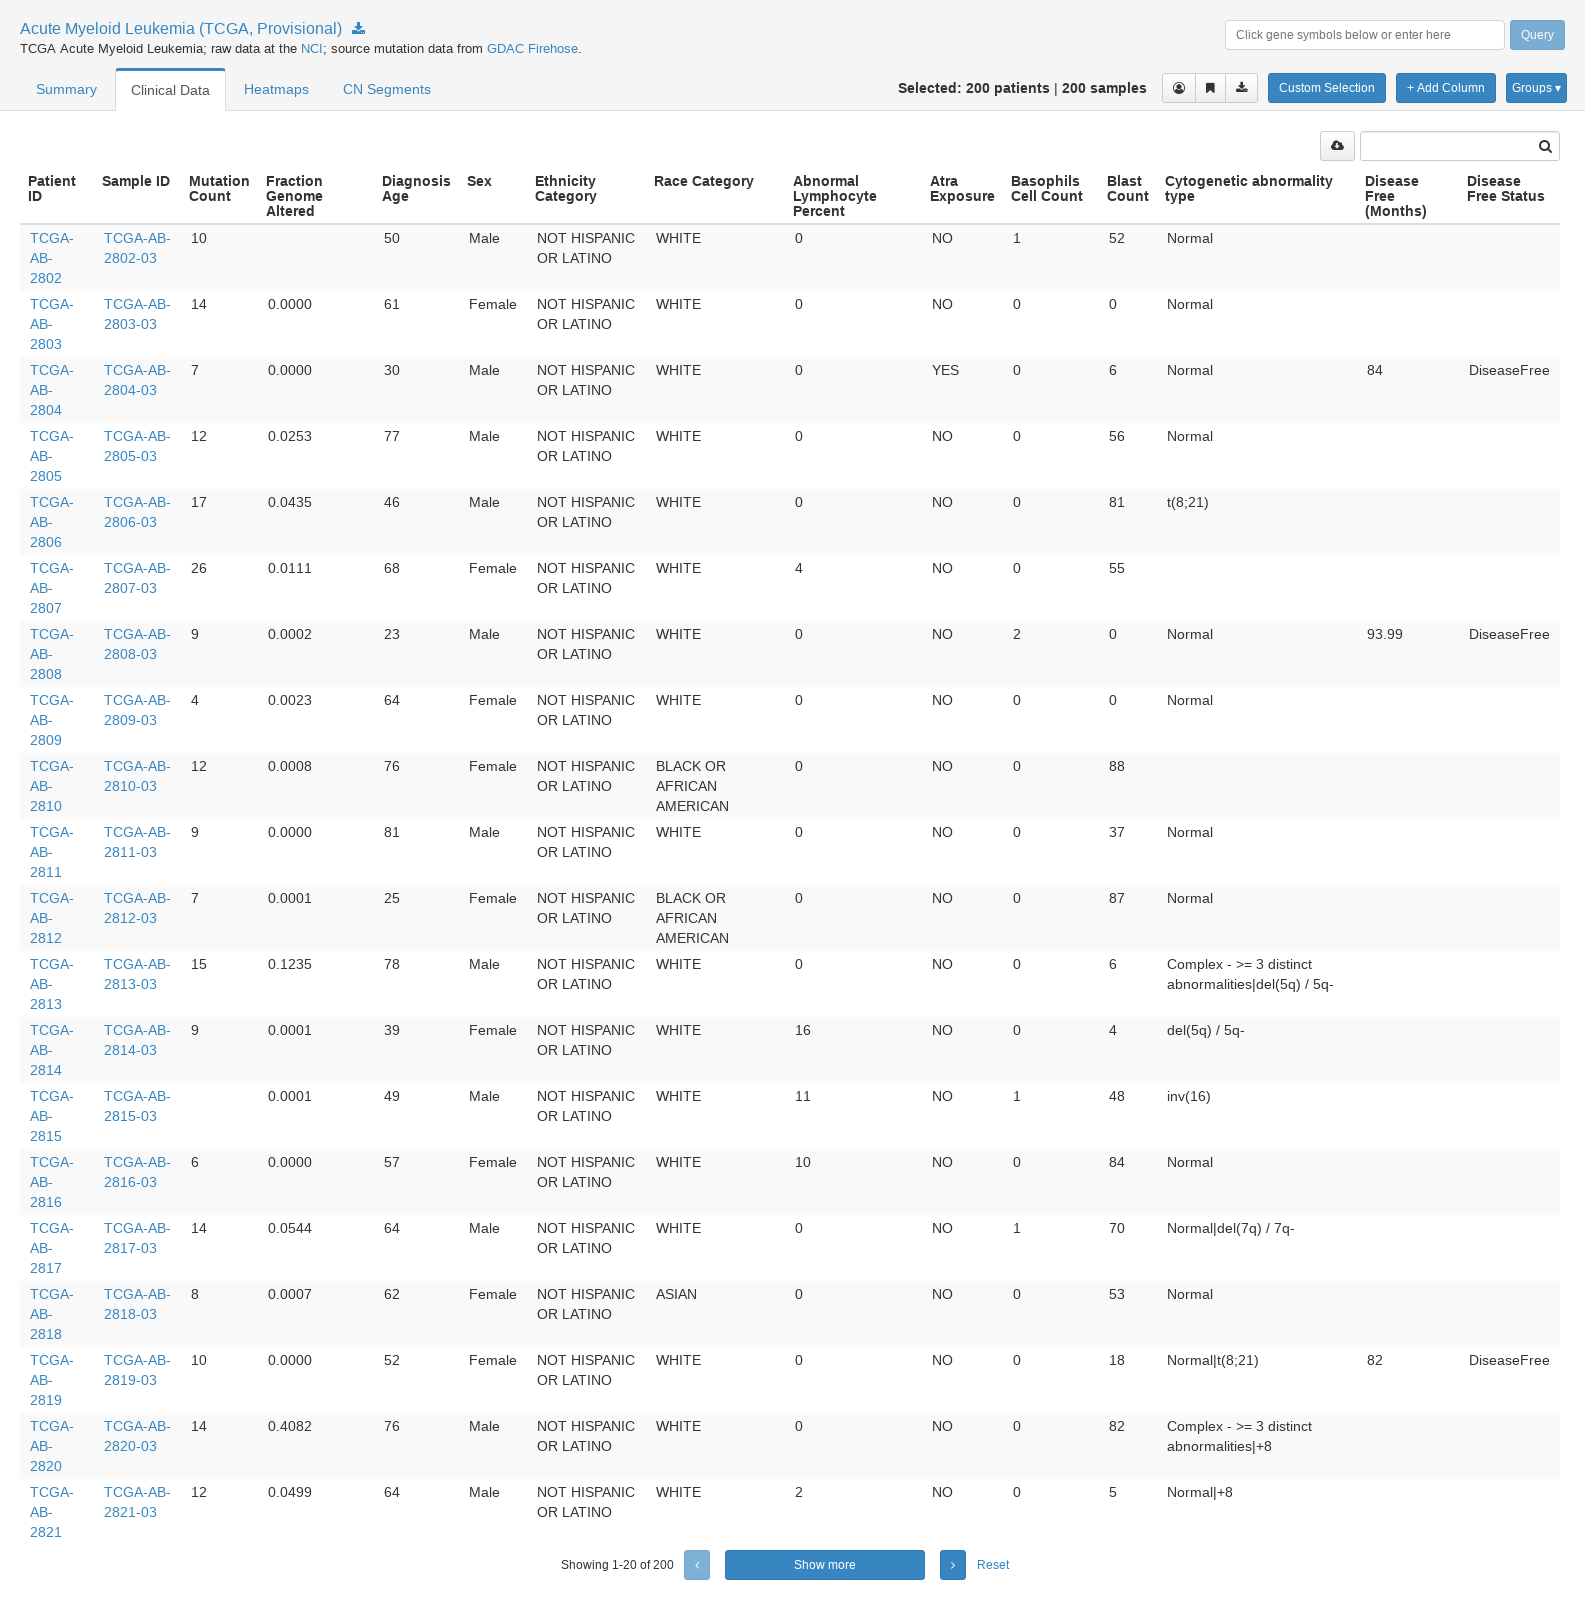 Acute Myeloid Leukemia (TCGA, Provisional)
Click gene symbols below or enter here
Query
TCGA Acute Myeloid Leukemia; raw data at the NCI; source mutation data from GDAC Firehose.
Summary Clinical Data Heatmaps CN Segments
Selected: 200 patients | 200 samples
Custom Selection + Add Column Groups ▾
Patient ID Sample ID Mutation Count Fraction Genome Altered Diagnosis Age Sex Ethnicity Category Race Category Abnormal Lymphocyte Percent Atra Exposure Basophils Cell Count Blast Count Cytogenetic abnormality type Disease Free (Months) Disease Free Status
TCGA-AB-2802 TCGA-AB-2802-03 10 50 Male NOT HISPANIC OR LATINO WHITE 0 NO 1 52 Normal
TCGA-AB-2803 TCGA-AB-2803-03 14 0.0000 61 Female NOT HISPANIC OR LATINO WHITE 0 NO 0 0 Normal
TCGA-AB-2804 TCGA-AB-2804-03 7 0.0000 30 Male NOT HISPANIC OR LATINO WHITE 0 YES 0 6 Normal 84 DiseaseFree
TCGA-AB-2805 TCGA-AB-2805-03 12 0.0253 77 Male NOT HISPANIC OR LATINO WHITE 0 NO 0 56 Normal
TCGA-AB-2806 TCGA-AB-2806-03 17 0.0435 46 Male NOT HISPANIC OR LATINO WHITE 0 NO 0 81 t(8;21)
TCGA-AB-2807 TCGA-AB-2807-03 26 0.0111 68 Female NOT HISPANIC OR LATINO WHITE 4 NO 0 55
TCGA-AB-2808 TCGA-AB-2808-03 9 0.0002 23 Male NOT HISPANIC OR LATINO WHITE 0 NO 2 0 Normal 93.99 DiseaseFree
TCGA-AB-2809 TCGA-AB-2809-03 4 0.0023 64 Female NOT HISPANIC OR LATINO WHITE 0 NO 0 0 Normal
TCGA-AB-2810 TCGA-AB-2810-03 12 0.0008 76 Female NOT HISPANIC OR LATINO BLACK OR AFRICAN AMERICAN 0 NO 0 88
TCGA-AB-2811 TCGA-AB-2811-03 9 0.0000 81 Male NOT HISPANIC OR LATINO WHITE 0 NO 0 37 Normal
TCGA-AB-2812 TCGA-AB-2812-03 7 0.0001 25 Female NOT HISPANIC OR LATINO BLACK OR AFRICAN AMERICAN 0 NO 0 87 Normal
TCGA-AB-2813 TCGA-AB-2813-03 15 0.1235 78 Male NOT HISPANIC OR LATINO WHITE 0 NO 0 6 Complex - >= 3 distinct abnormalities|del(5q) / 5q-
TCGA-AB-2814 TCGA-AB-2814-03 9 0.0001 39 Female NOT HISPANIC OR LATINO WHITE 16 NO 0 4 del(5q) / 5q-
TCGA-AB-2815 TCGA-AB-2815-03 0.0001 49 Male NOT HISPANIC OR LATINO WHITE 11 NO 1 48 inv(16)
TCGA-AB-2816 TCGA-AB-2816-03 6 0.0000 57 Female NOT HISPANIC OR LATINO WHITE 10 NO 0 84 Normal
TCGA-AB-2817 TCGA-AB-2817-03 14 0.0544 64 Male NOT HISPANIC OR LATINO WHITE 0 NO 1 70 Normal|del(7q) / 7q-
TCGA-AB-2818 TCGA-AB-2818-03 8 0.0007 62 Female NOT HISPANIC OR LATINO ASIAN 0 NO 0 53 Normal
TCGA-AB-2819 TCGA-AB-2819-03 10 0.0000 52 Female NOT HISPANIC OR LATINO WHITE 0 NO 0 18 Normal|t(8;21) 82 DiseaseFree
TCGA-AB-2820 TCGA-AB-2820-03 14 0.4082 76 Male NOT HISPANIC OR LATINO WHITE 0 NO 0 82 Complex - >= 3 distinct abnormalities|+8
TCGA-AB-2821 TCGA-AB-2821-03 12 0.0499 64 Male NOT HISPANIC OR LATINO WHITE 2 NO 0 5 Normal|+8
Showing 1-20 of 200 ‹ Show more › Reset